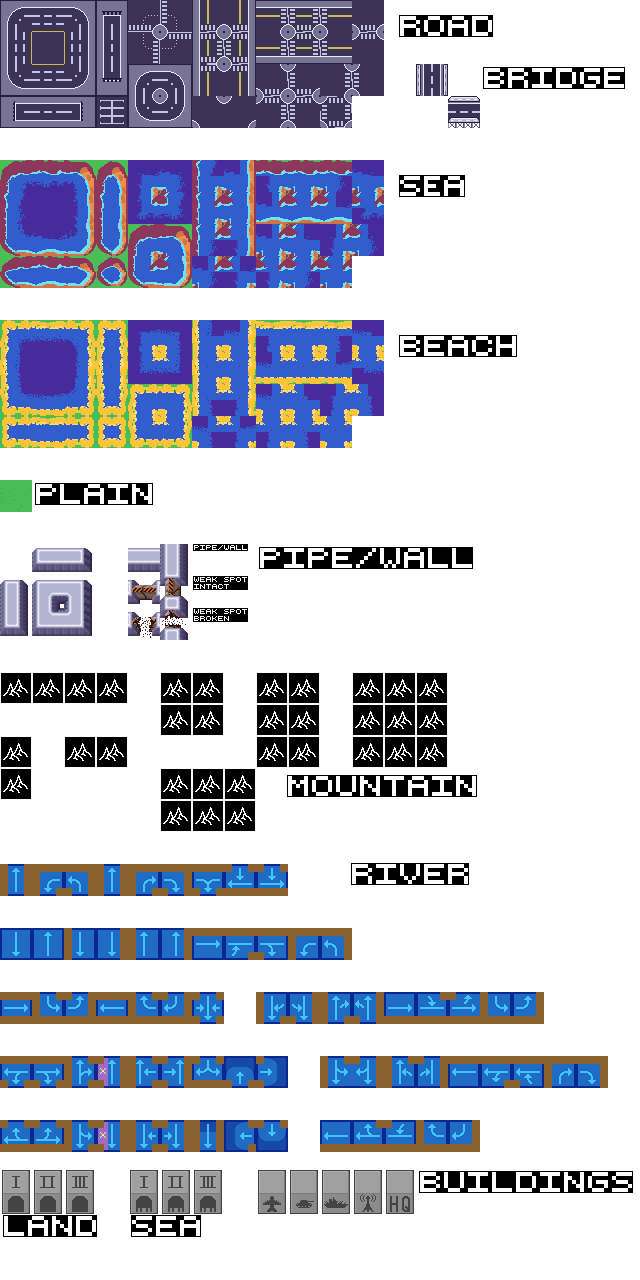 ROAD
BRIDGE
SEA
BEACH
PLAIN
PIPE/WALL
PIPE/WALL
WEAK SPOT
INTACT
WEAK SPOT
BROKEN
MOUNTAIN
RIVER
I II III
I II III
HQ
BUILDINGS
LAND
SEA